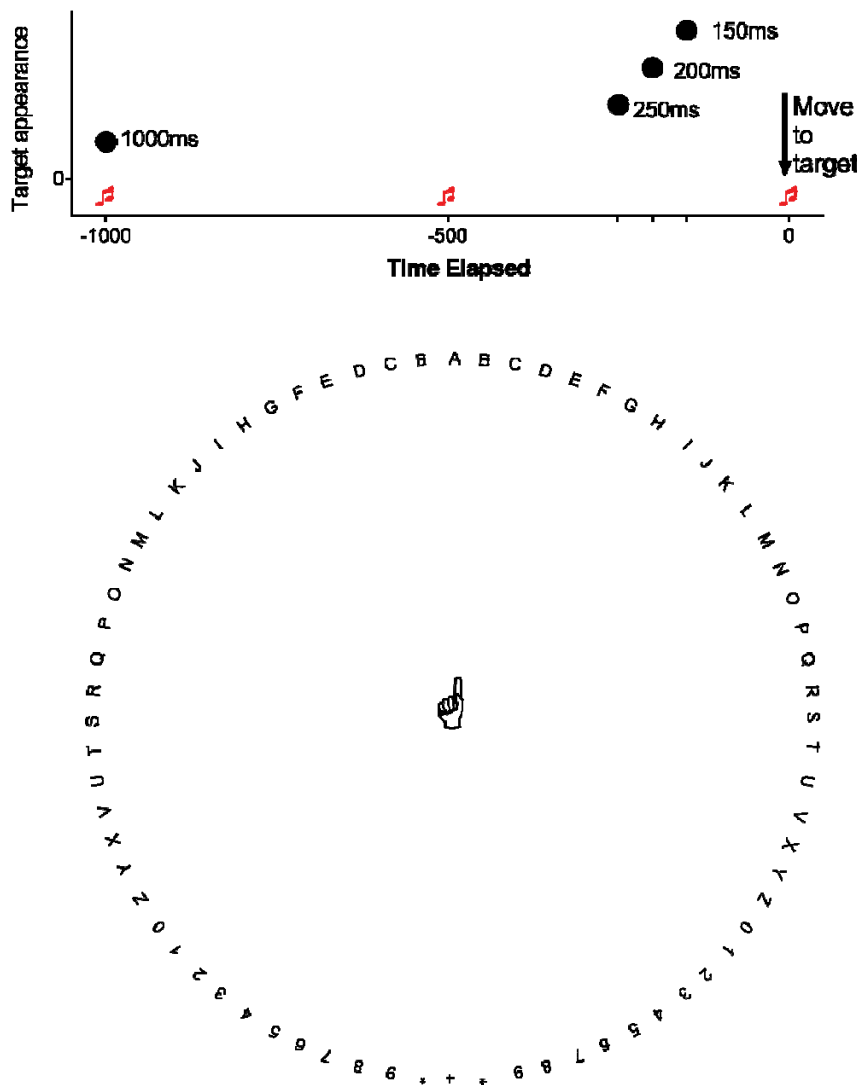 Target appearance
150ms
200ms
250ms
1000ms
Move
to
target
0
-1000 -500 0
Time Elapsed
A B C D E F G H I J K L M N O P Q R S T U V X Y Z 0 1 2 3 4 5 6 7 8 9 * + * 9 8 7 6 5 4 3 2 1 0 Z Y X V U T S R Q P O N M L K J I H G F E D C B